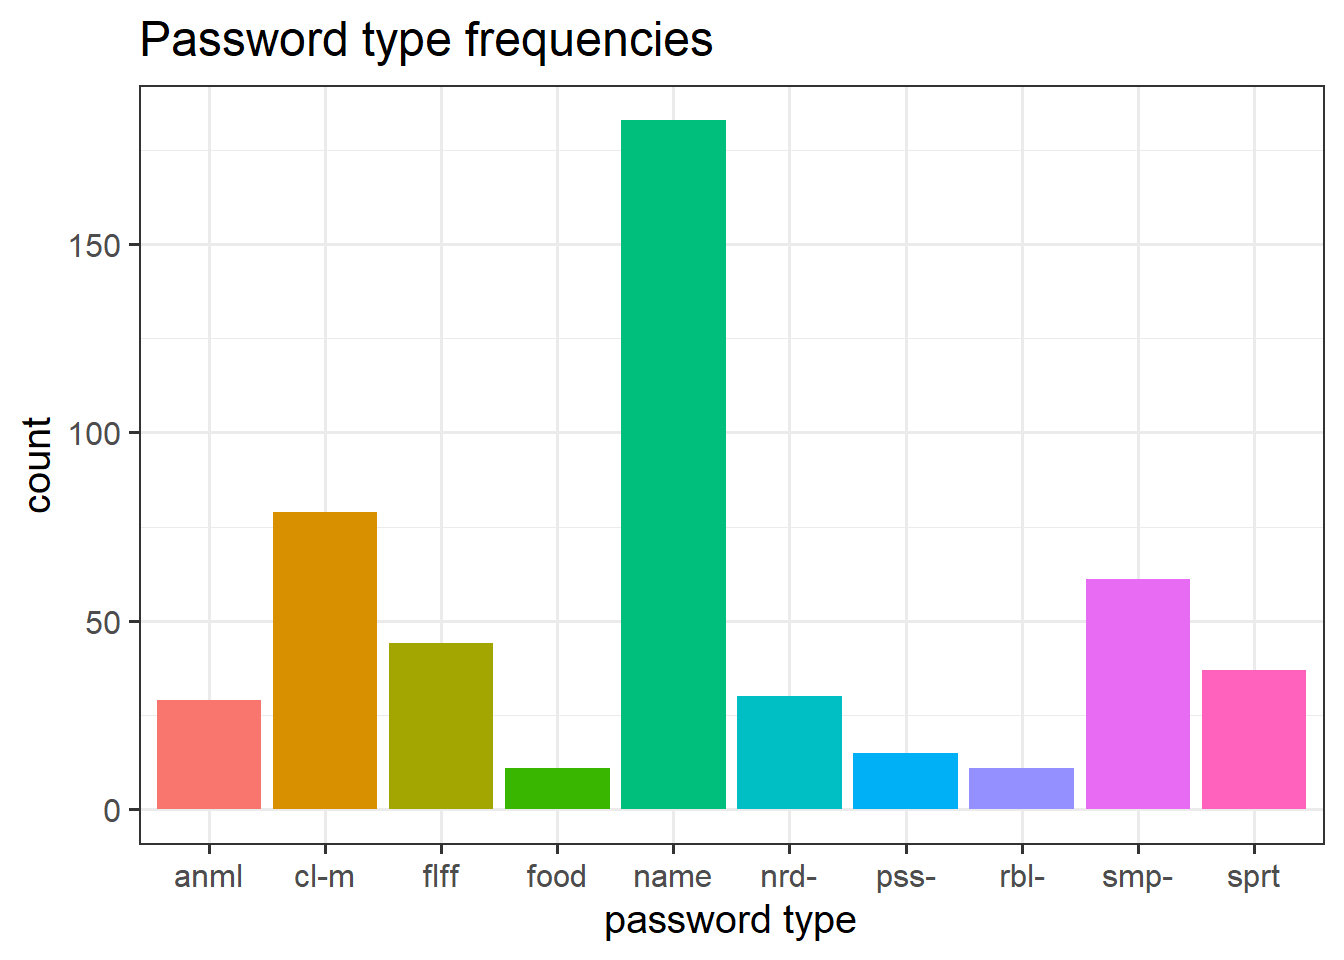 Password type frequencies
150
100
50
0
count
anml cl-m flff food name nrd- pss- rbl- smp- sprt
password type